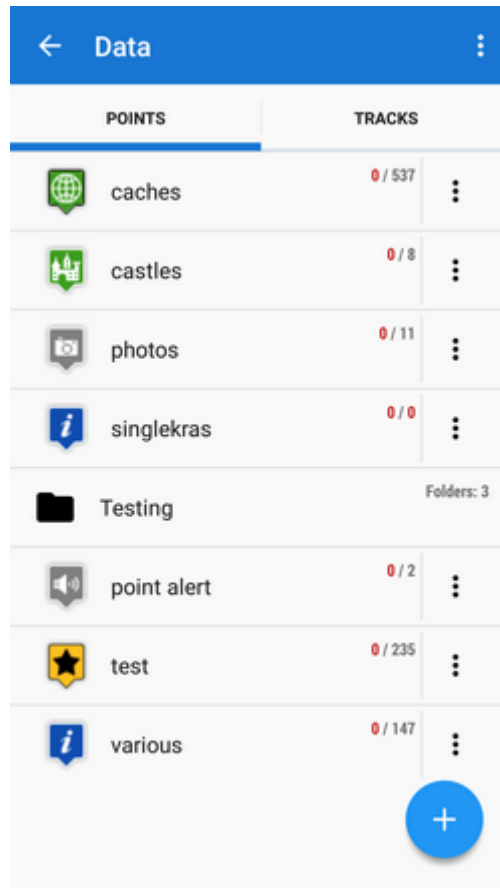 Data
POINTS TRACKS
caches 0 / 537
castles 0 / 8
photos 0 / 11
singlekras 0 / 0
Testing Folders: 3
point alert 0 / 2
test 0 / 235
various 0 / 147